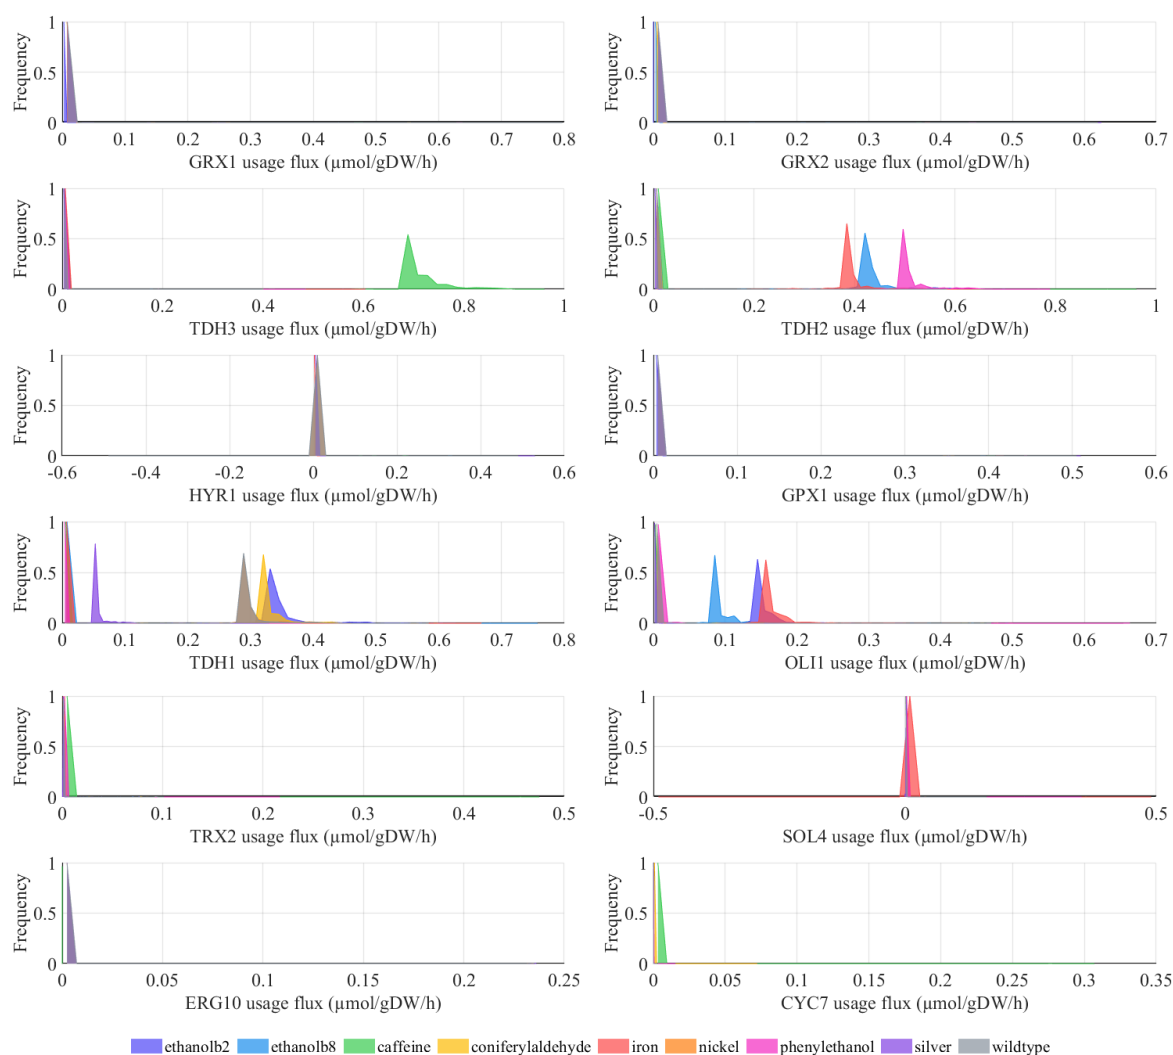 Frequency
1
0.5
0
0 0.1 0.2 0.3 0.4 0.5 0.6 0.7 0.8
GRX1 usage flux (μmol/gDW/h)
Frequency
1
0.5
0
0 0.1 0.2 0.3 0.4 0.5 0.6 0.7
GRX2 usage flux (μmol/gDW/h)
Frequency
1
0.5
0
0 0.2 0.4 0.6 0.8 1
TDH3 usage flux (μmol/gDW/h)
Frequency
1
0.5
0
0 0.2 0.4 0.6 0.8 1
TDH2 usage flux (μmol/gDW/h)
Frequency
1
0.5
0
-0.6 -0.4 -0.2 0 0.2 0.4 0.6
HYR1 usage flux (μmol/gDW/h)
Frequency
1
0.5
0
0 0.1 0.2 0.3 0.4 0.5 0.6
GPX1 usage flux (μmol/gDW/h)
Frequency
1
0.5
0
0 0.1 0.2 0.3 0.4 0.5 0.6 0.7 0.8
TDH1 usage flux (μmol/gDW/h)
Frequency
1
0.5
0
0 0.1 0.2 0.3 0.4 0.5 0.6 0.7
OLI1 usage flux (μmol/gDW/h)
Frequency
1
0.5
0
0 0.1 0.2 0.3 0.4 0.5
TRX2 usage flux (μmol/gDW/h)
Frequency
1
0.5
0
-0.5 0 0.5
SOL4 usage flux (μmol/gDW/h)
Frequency
1
0.5
0
0 0.05 0.1 0.15 0.2 0.25
ERG10 usage flux (μmol/gDW/h)
Frequency
1
0.5
0
0 0.05 0.1 0.15 0.2 0.25 0.3 0.35
CYC7 usage flux (μmol/gDW/h)
ethanolb2 ethanolb8 caffeine coniferylaldehyde iron nickel phenylethanol silver wildtype